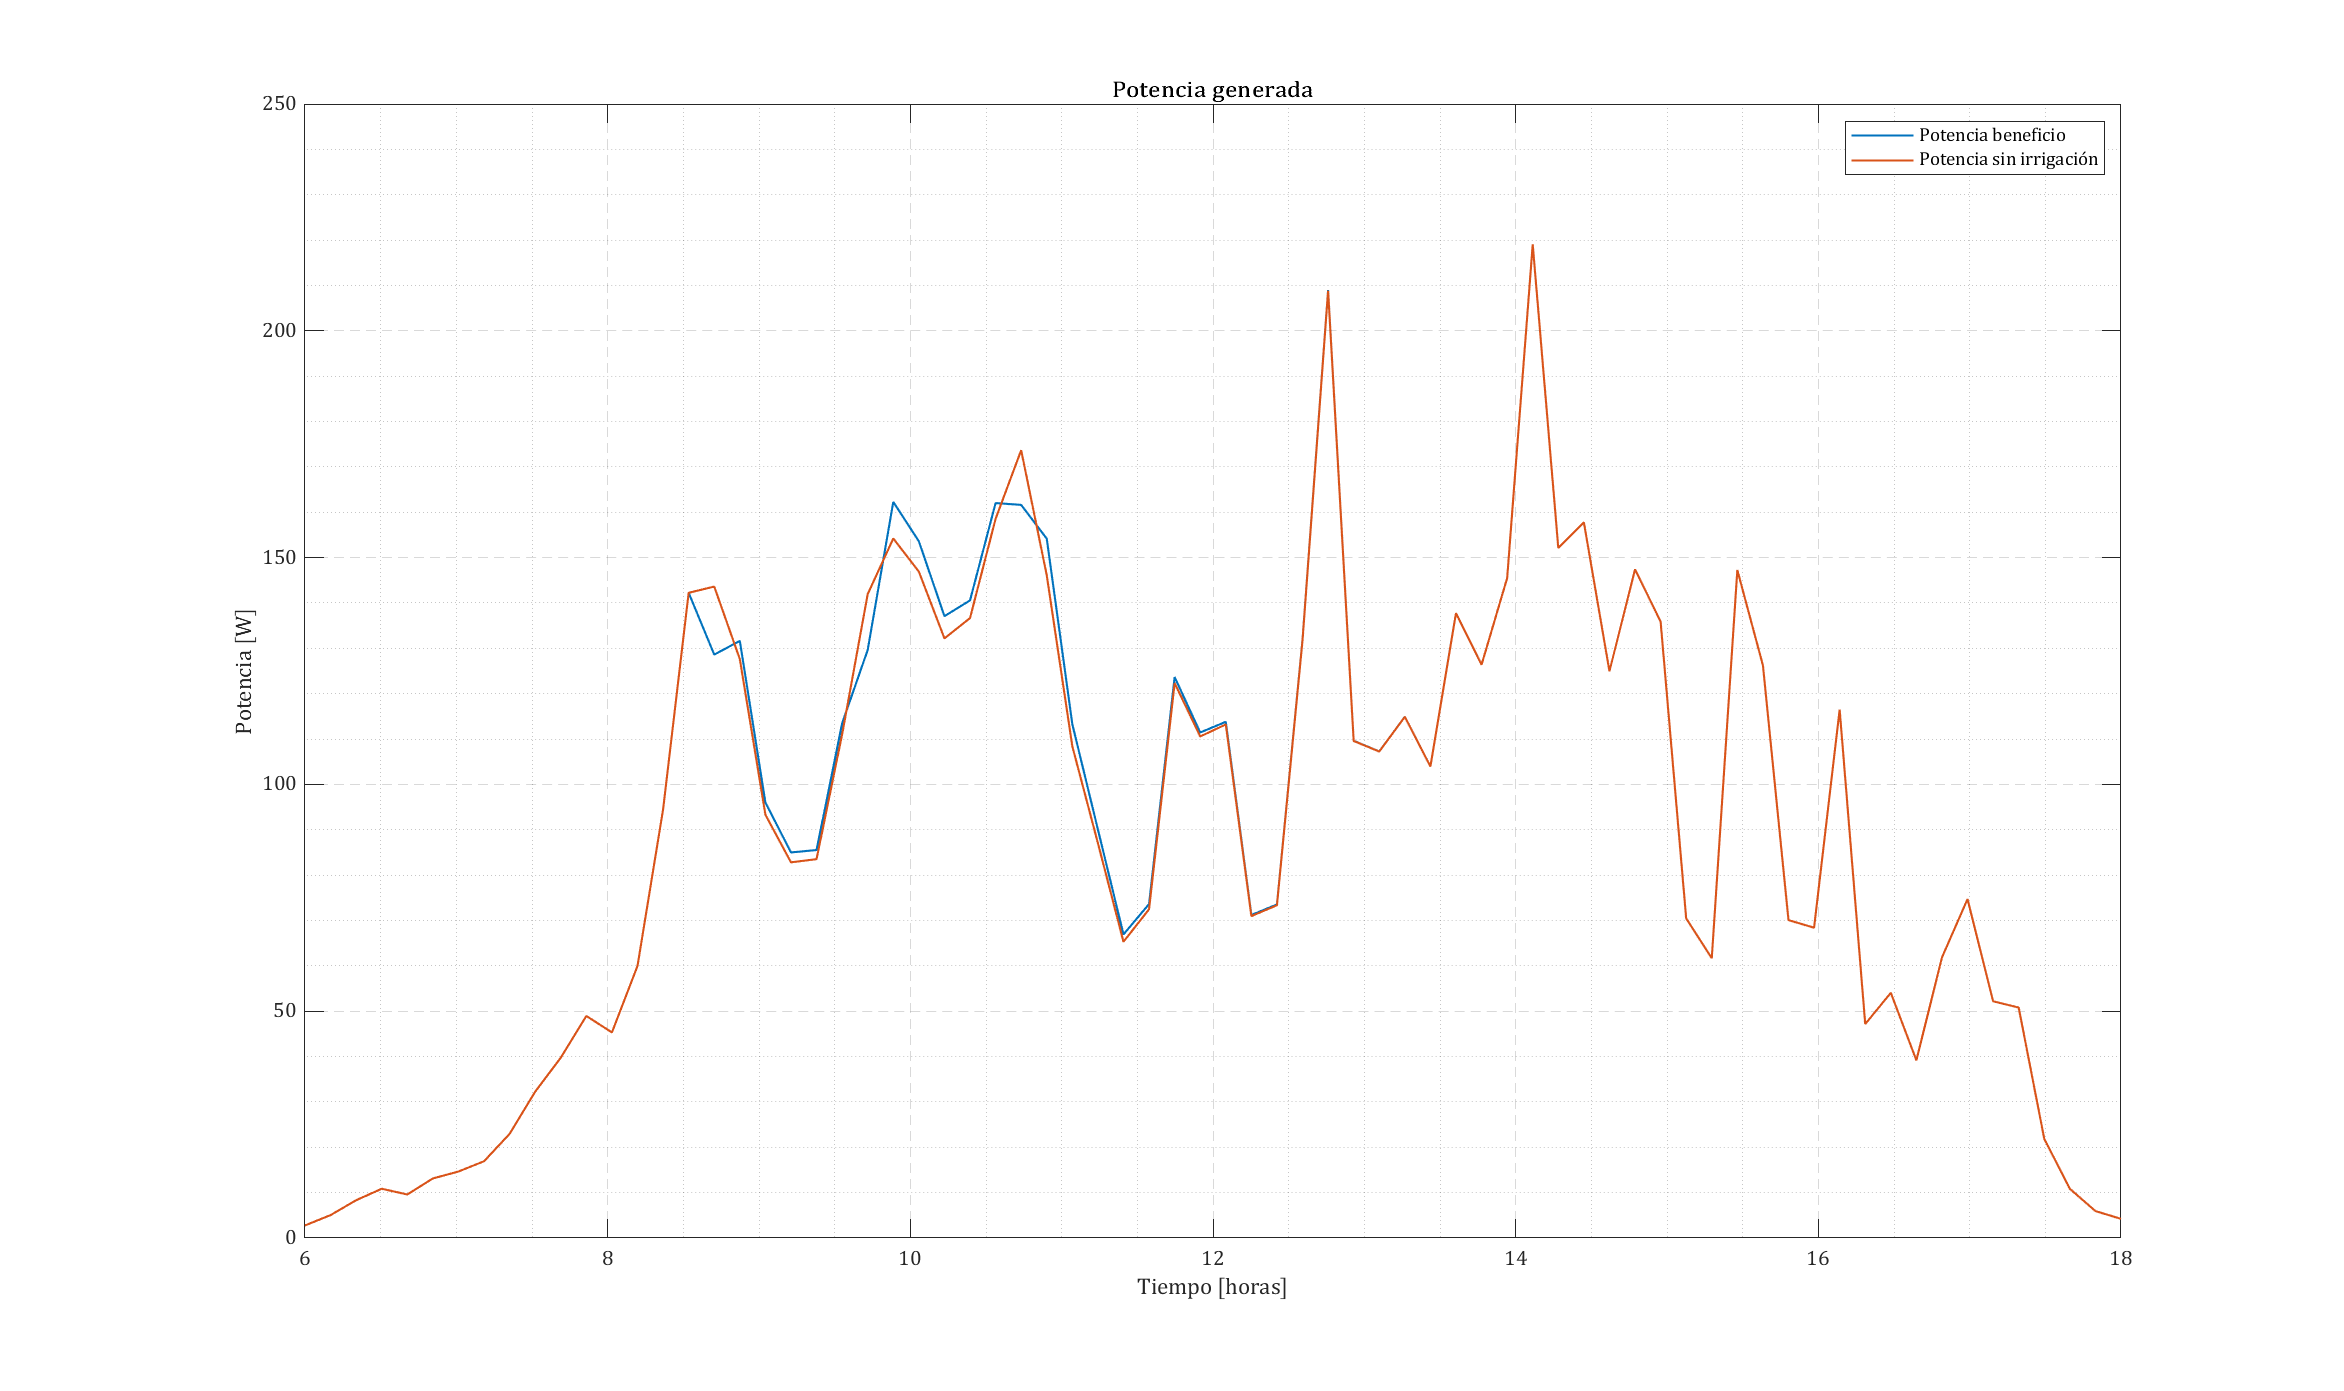 Potencia generada
250
200
150
100
50
0
6
8
10
12
14
16
18
Potencia [W]
Tiempo [horas]
Potencia beneficio
Potencia sin irrigación